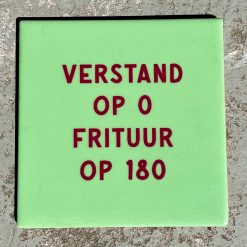 VERSTAND
OP 0
FRITUUR
OP 180